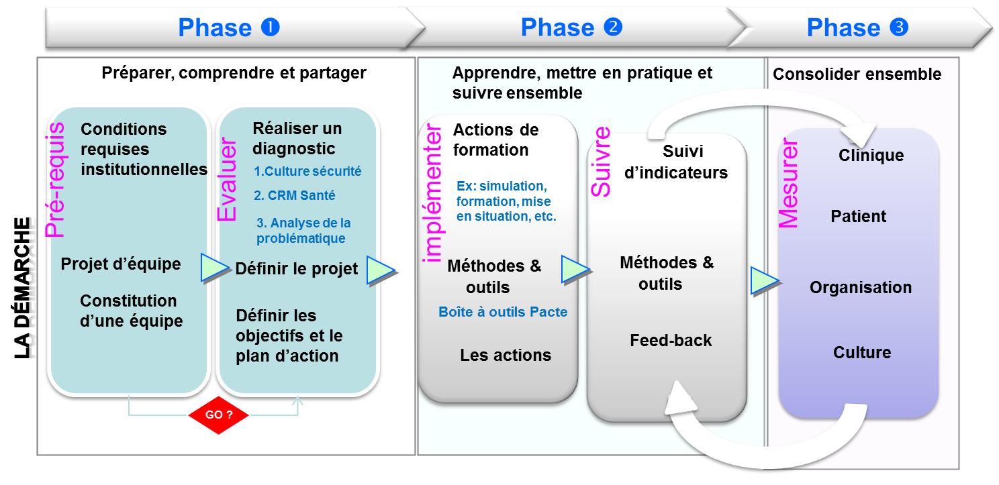 Phase ❶
Phase ❷
Phase ❸
LA DÉMARCHE
Préparer, comprendre et partager
Pré-requis
Conditions
requises
institutionnelles
Projet d’équipe
Constitution
d’une équipe
GO ?
Evaluer
Réaliser un
diagnostic
1.Culture sécurité
2. CRM Santé
3. Analyse de la
problématique
Définir le projet
Définir les
objectifs et le
plan d’action
Apprendre, mettre en pratique et
suivre ensemble
implémenter
Actions de
formation
Ex: simulation,
formation, mise
en situation, etc.
Méthodes &
outils
Boîte à outils Pacte
Les actions
Suivre
Suivi
d’indicateurs
Méthodes &
outils
Feed-back
Consolider ensemble
Mesurer
Clinique
Patient
Organisation
Culture